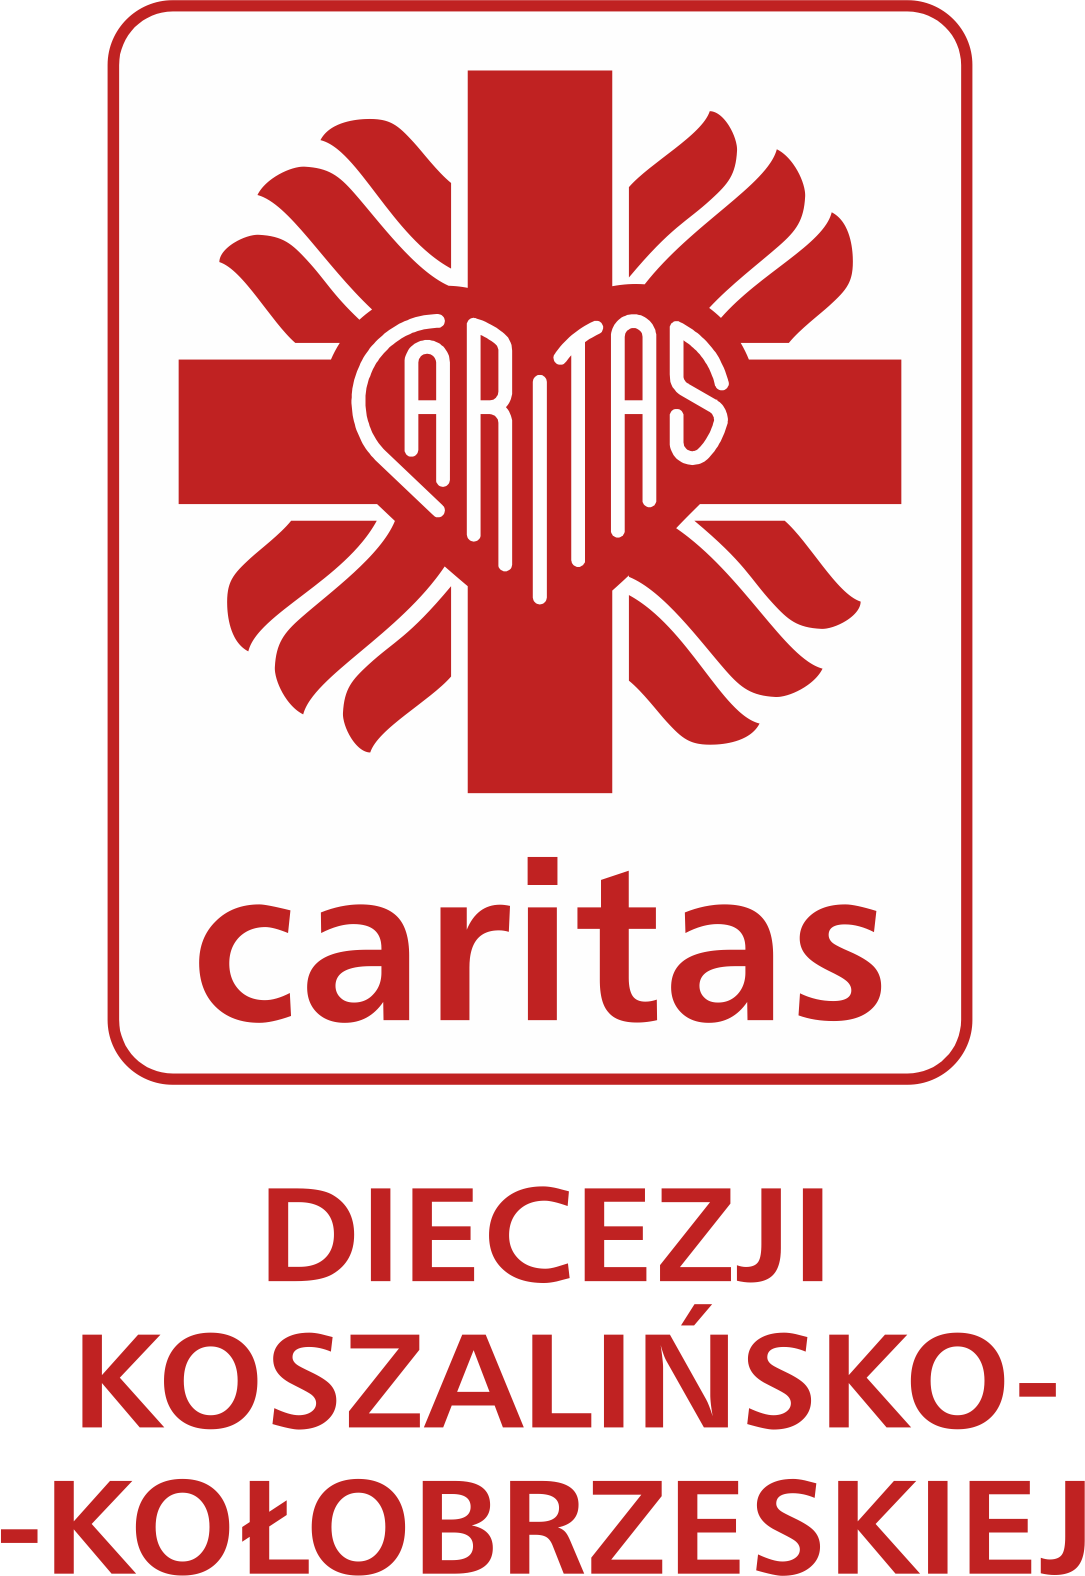 CARITAS
caritas
DIECEZJI
KOSZALIŃSKO-
-KOŁOBRZESKIEJ